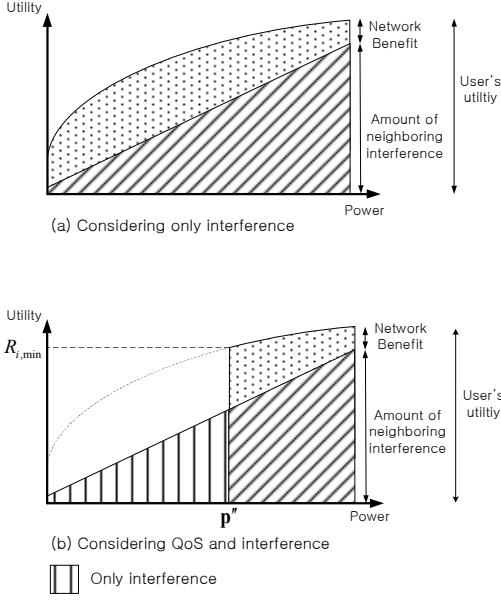 Utility
Network
Benefit
User's
utiltiy
Amount of
neighboring
interference
Power
(a) Considering only interference
Utility
R_{i,min}
Network
Benefit
User's
utiltiy
Amount of
neighboring
interference
p″
Power
(b) Considering QoS and interference
Only interference